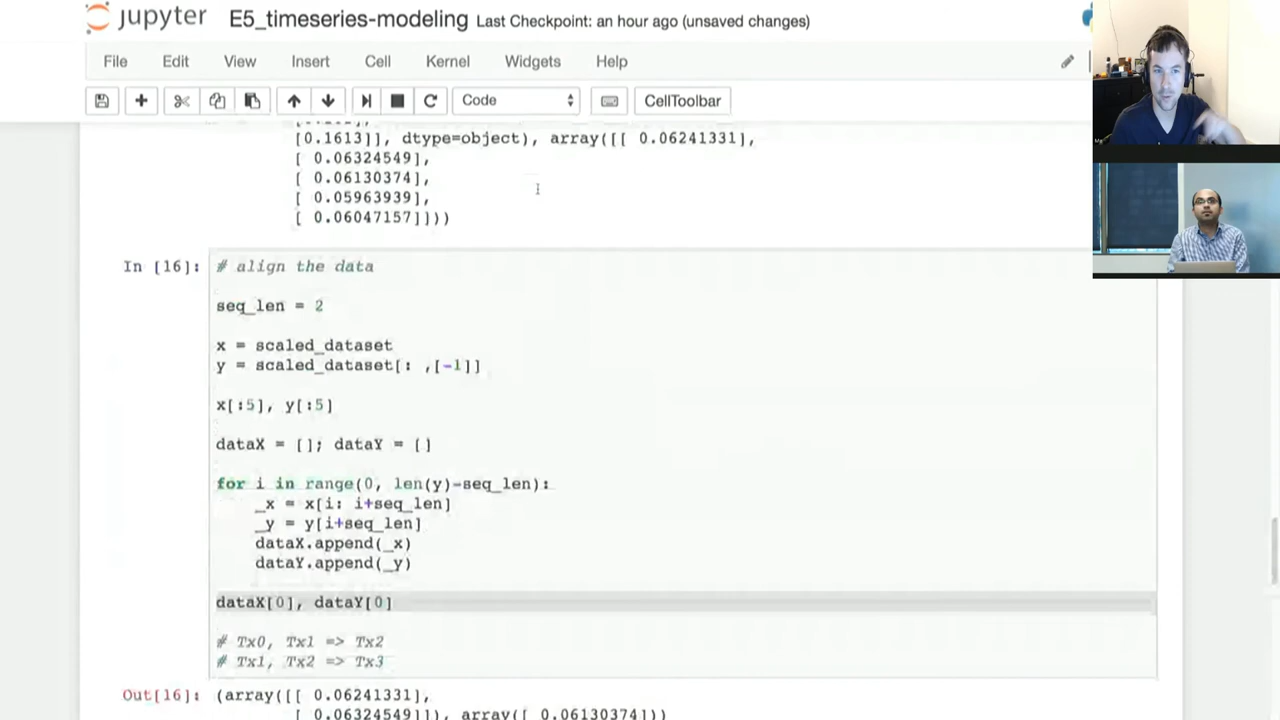 jupyter E5_timeseries-modeling Last Checkpoint: an hour ago (unsaved changes)
File Edit View Insert Cell Kernel Widgets Help
Code CellToolbar
[0.1613]], dtype=object), array([[ 0.06241331],
[ 0.06324549],
[ 0.06130374],
[ 0.05963939],
[ 0.06047157]]))
In [16]: # align the data
seq_len = 2
x = scaled_dataset
y = scaled_dataset[: ,[-1]]
x[:5], y[:5]
dataX = []; dataY = []
for i in range(0, len(y)-seq_len):
_x = x[i: i+seq_len]
_y = y[i+seq_len]
dataX.append(_x)
dataY.append(_y)
dataX[0], dataY[0]
# Tx0, Tx1 => Tx2
# Tx1, Tx2 => Tx3
Out[16]: (array([[ 0.06241331],
[ 0.06324549]]), array([ 0.06130374]))